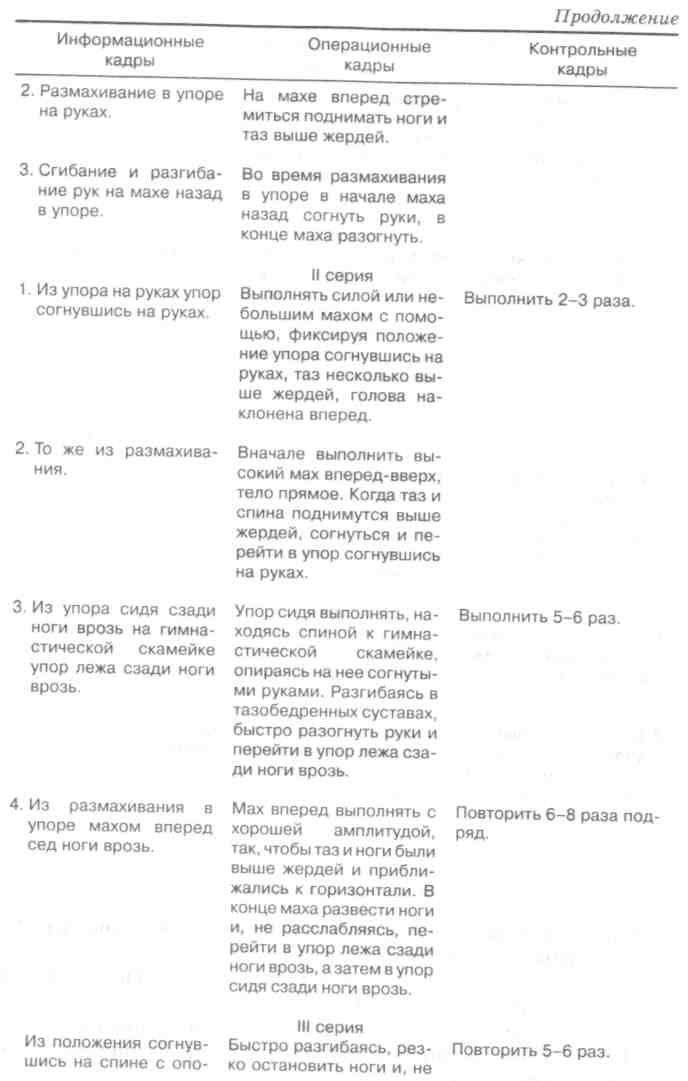 Продолжение
Информационные кадры
Операционные кадры
Контрольные кадры
2. Размахивание в упоре
на руках.
На махе вперед стре-
миться поднимать ноги и
таз выше жердей.
3. Сгибание и разгиба-
ние рук на махе назад
в упоре.
Во время размахивания
в упоре в начале маха
назад согнуть руки, в
конце маха разогнуть.
II серия
1. Из упора на руках упор
согнувшись на руках.
Выполнять силой или не-
большим махом с помо-
щью, фиксируя положе-
ние упора согнувшись на
руках, таз несколько вы-
ше жердей, голова на-
клонена вперед.
Выполнить 2–3 раза.
2. То же из размахива-
ния.
Вначале выполнить вы-
сокий мах вперед-вверх,
тело прямое. Когда таз и
спина поднимутся выше
жердей, согнуться и пе-
рейти в упор согнувшись
на руках.
3. Из упора сидя сзади
ноги врозь на гимна-
стической скамейке
упор лежа сзади ноги
врозь.
Упор сидя выполнять, на-
ходясь спиной к гимна-
стической скамейке,
опираясь на нее согнуты-
ми руками. Разгибаясь в
тазобедренных суставах,
быстро разогнуть руки и
перейти в упор лежа сза-
ди ноги врозь.
Выполнить 5–6 раз.
4. Из размахивания в
упоре махом вперед
сед ноги врозь.
Мах вперед выполнять с
хорошей амплитудой,
так, чтобы таз и ноги были
выше жердей и прибли-
жались к горизонтали. В
конце маха развести ноги
и, не расслабляясь, пе-
рейти в упор лежа сзади
ноги врозь, а затем в упор
сидя сзади ноги врозь.
Повторить 6–8 раза под-
ряд.
III серия
Из положения согнув-
шись на спине с опо-
Быстро разгибаясь, рез-
ко остановить ноги и, не
Повторить 5–6 раз.